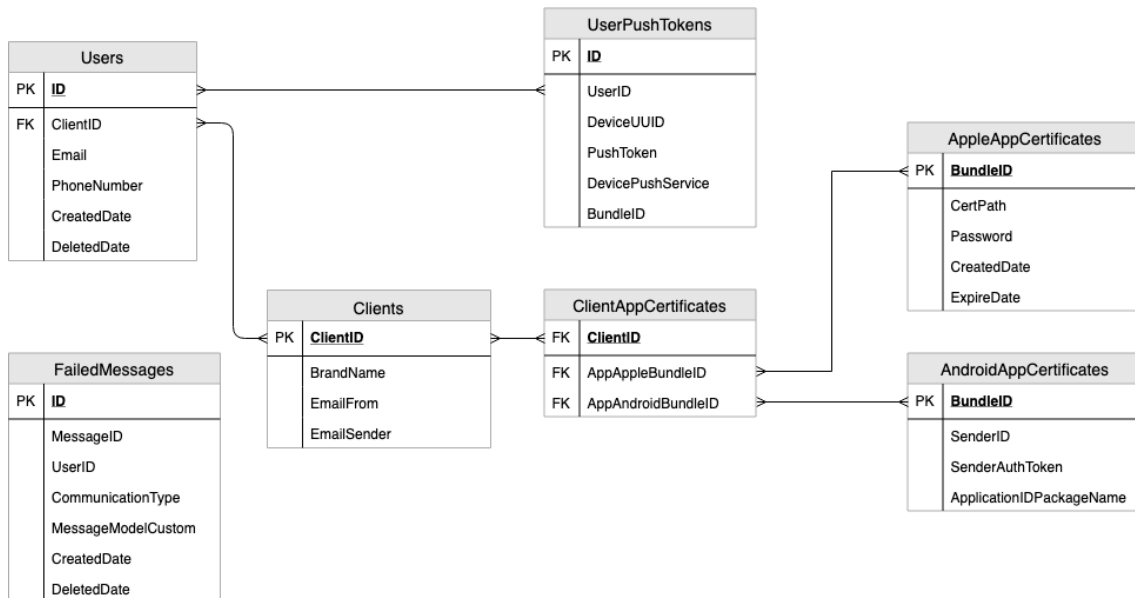 Users
PK ID
FK ClientID
Email
PhoneNumber
CreatedDate
DeletedDate
UserPushTokens
PK ID
UserID
DeviceUUID
PushToken
DevicePushService
BundleID
AppleAppCertificates
PK BundleID
CertPath
Password
CreatedDate
ExpireDate
Clients
PK ClientID
BrandName
EmailFrom
EmailSender
ClientAppCertificates
FK ClientID
FK AppAppleBundleID
FK AppAndroidBundleID
FailedMessages
PK ID
MessageID
UserID
CommunicationType
MessageModelCustom
CreatedDate
DeletedDate
AndroidAppCertificates
PK BundleID
SenderID
SenderAuthToken
ApplicationIDPackageName